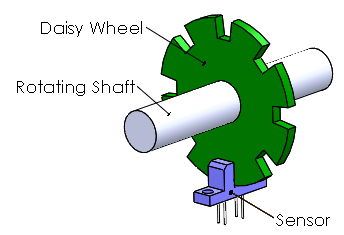 Daisy Wheel
Rotating Shaft
Sensor